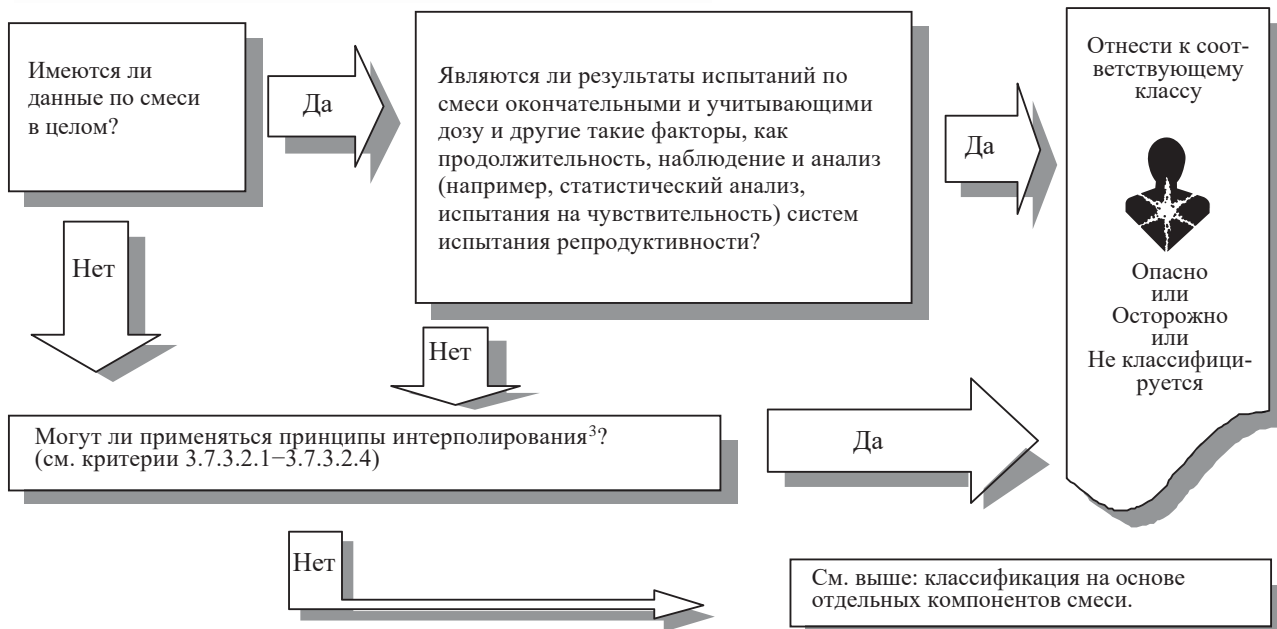 Имеются ли
данные по смеси
в целом?
Да
Являются ли результаты испытаний по
смеси окончательными и учитывающими
дозу и другие такие факторы, как
продолжительность, наблюдение и анализ
(например, статистический анализ,
испытания на чувствительность) систем
испытания репродуктивности?
Да
Отнести к соот-
ветствующему
классу
Опасно
или
Осторожно
или
Не классифици-
руется
Нет
Нет
Могут ли применяться принципы интерполирования³?
(см. критерии 3.7.3.2.1−3.7.3.2.4)
Да
Нет
См. выше: классификация на основе
отдельных компонентов смеси.